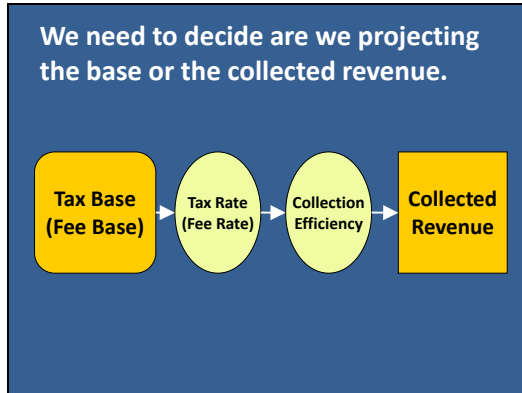 We need to decide are we projecting
the base or the collected revenue.
Tax Base
(Fee Base)
Tax Rate
(Fee Rate)
Collection
Efficiency
Collected
Revenue